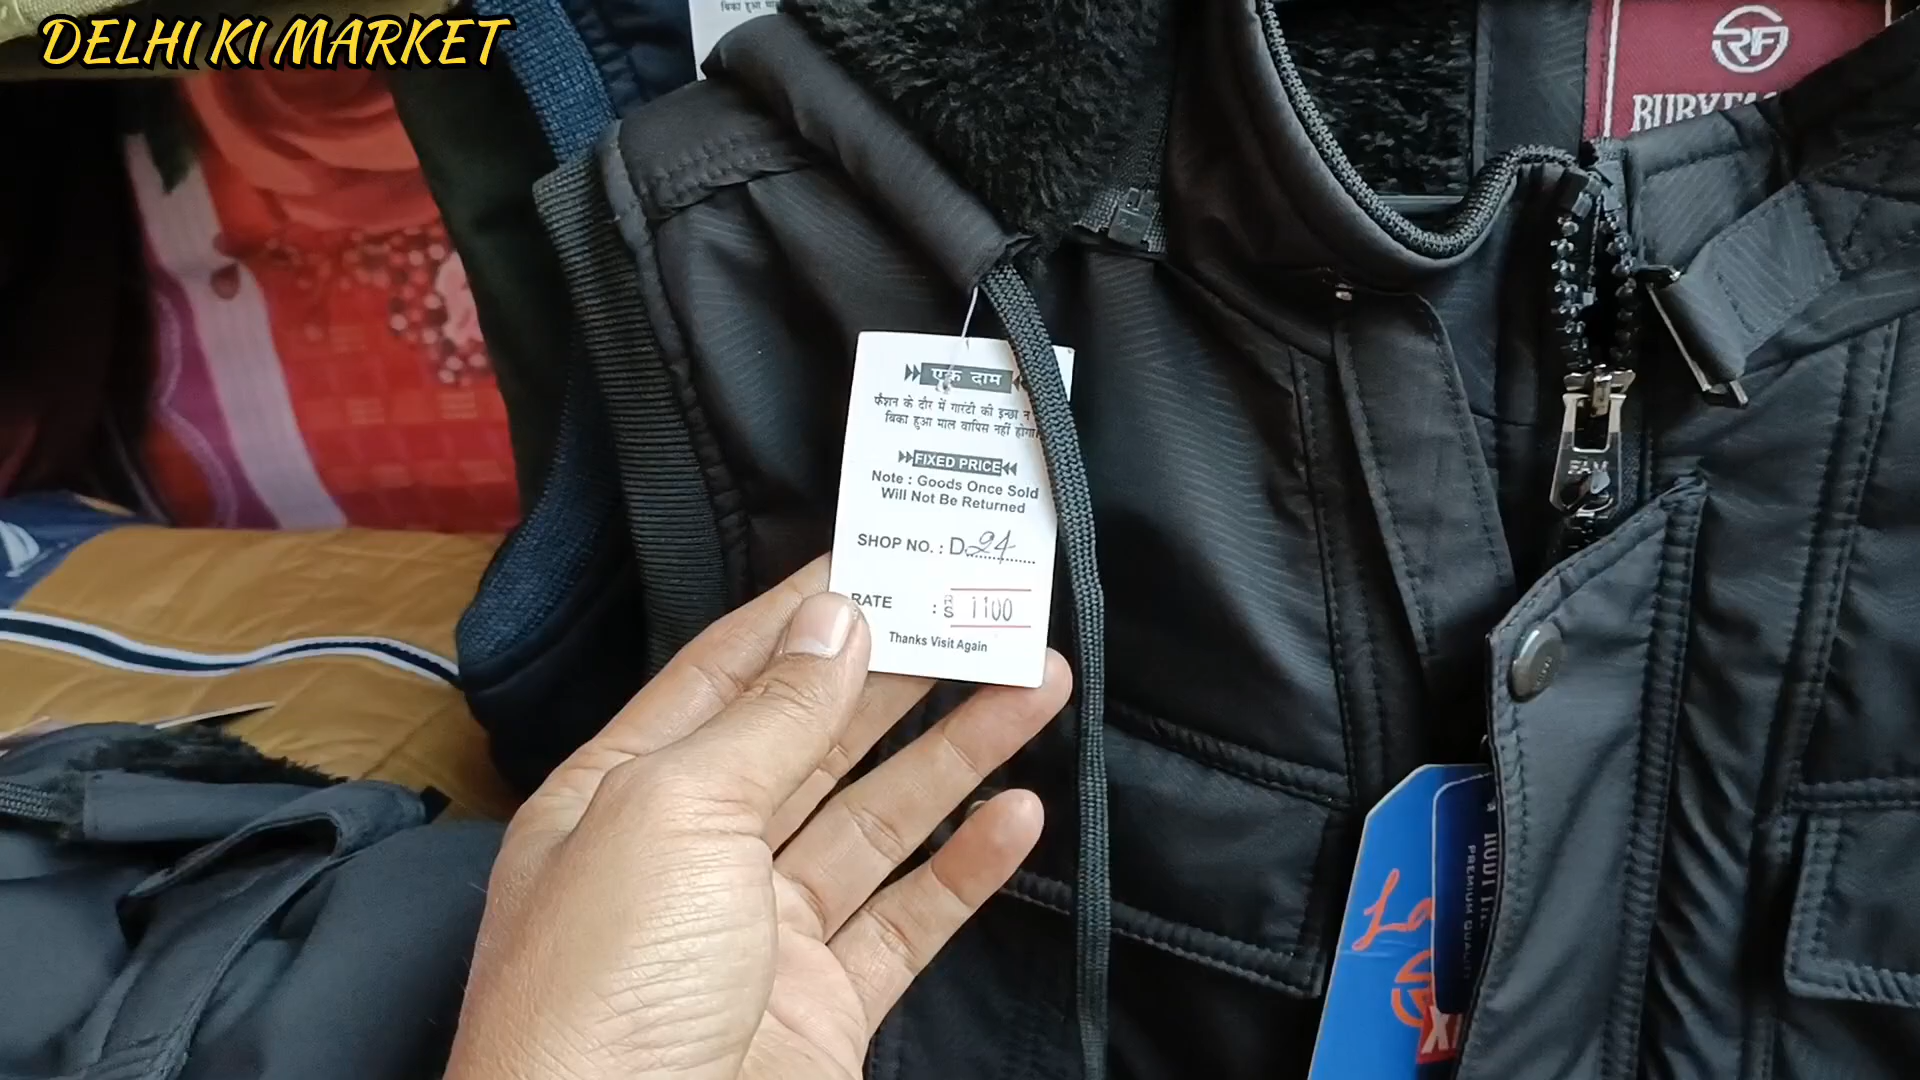 DELHI KI MARKET
RF
एक दाम
फैशन के दौर में गारंटी की इच्छा न
बिका हुआ माल वापिस नहीं होगा
FIXED PRICE
Note : Goods Once Sold
Will Not Be Returned
SHOP NO. : D 24
RATE : RS 1100
Thanks Visit Again
FAM
PREMIUM QUALITY